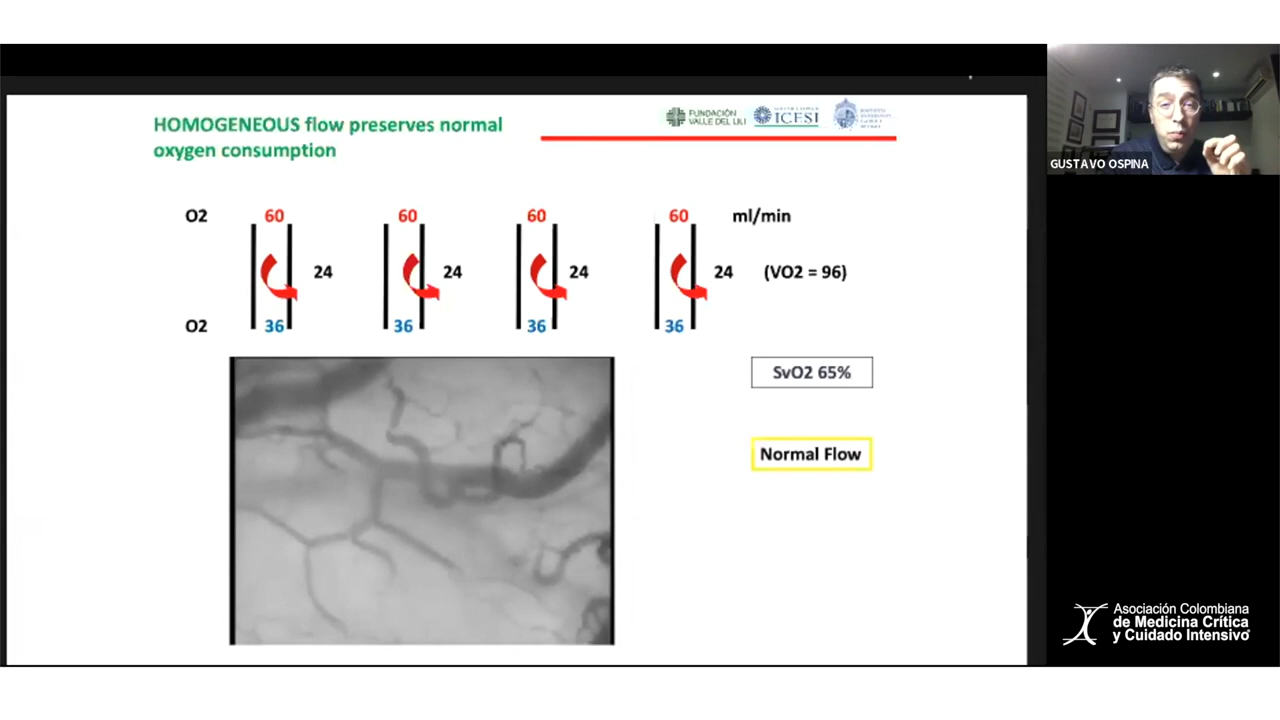 HOMOGENEOUS flow preserves normal
oxygen consumption
FUNDACIÓN
VALLE DEL LILI
ICESI
O2 60 60 60 60 ml/min
24 24 24 24 (VO2 = 96)
O2 36 36 36 36
SvO2 65%
Normal Flow
GUSTAVO OSPINA
Asociación Colombiana
de Medicina Crítica
y Cuidado Intensivo